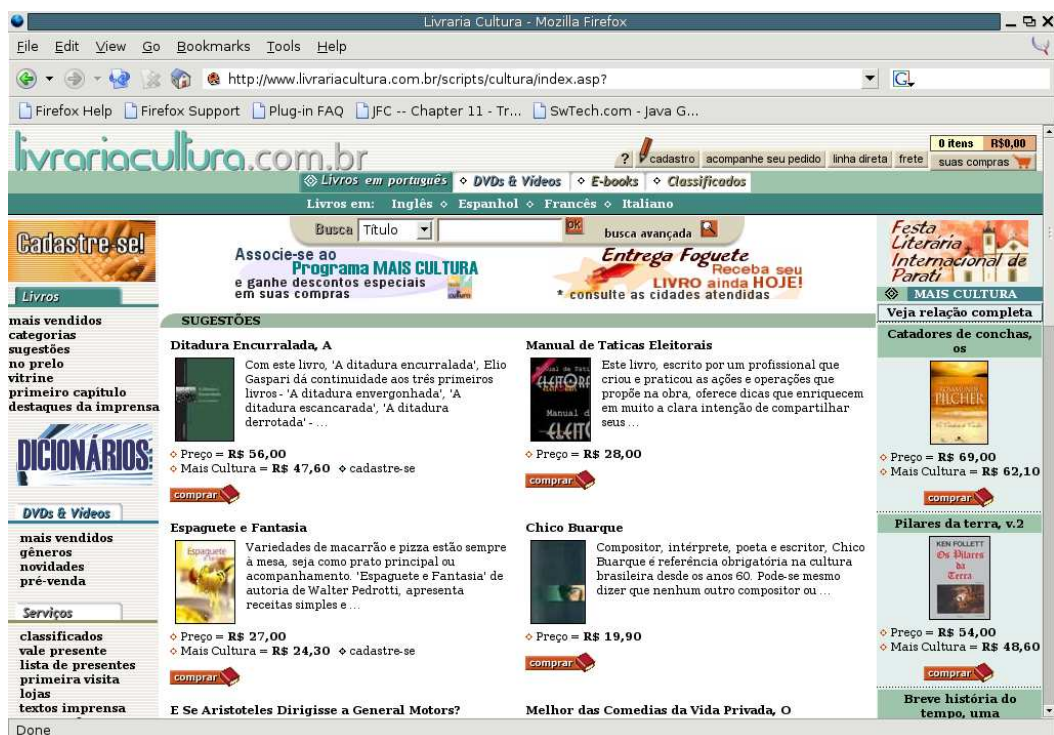 Livraria Cultura - Mozilla Firefox
File Edit View Go Bookmarks Tools Help
http://www.livrariacultura.com.br/scripts/cultura/index.asp?
Firefox Help Firefox Support Plug-in FAQ JFC -- Chapter 11 - Tr... SwTech.com - Java G...
livrariacultura.com.br
0 itens R$0,00
? cadastro acompanhe seu pedido linha direta frete suas compras
Livros em português DVDs & Vídeos E-books Classificados
Livros em: Inglês Espanhol Francês Italiano
Busca Título OK busca avançada
Cadastre-se!
Associe-se ao
Programa MAIS CULTURA
e ganhe descontos especiais
em suas compras
Entrega Foguete
Receba seu
LIVRO ainda HOJE!
* consulte as cidades atendidas
Festa
Literária
Internacional de
Parati
Livros
mais vendidos
categorias
sugestões
no prelo
vitrine
primeiro capítulo
destaques da imprensa
DICIONÁRIOS
DVDs & Vídeos
mais vendidos
gêneros
novidades
pré-venda
Serviços
classificados
vale presente
lista de presentes
primeira visita
lojas
textos imprensa
SUGESTÕES
Ditadura Encurralada, A
Com este livro, 'A ditadura encurralada', Elio
Gaspari dá continuidade aos três primeiros
livros - 'A ditadura envergonhada', 'A
ditadura escancarada', 'A ditadura
derrotada' - ...
Preço = R$ 56,00
Mais Cultura = R$ 47,60 cadastre-se
comprar
Manual de Taticas Eleitorais
Este livro, escrito por um profissional que
criou e praticou as ações e operações que
propõe na obra, oferece dicas que enriquecem
em muito a clara intenção de compartilhar
seus ...
Preço = R$ 28,00
comprar
Espaguete e Fantasia
Espaguete
Variedades de macarrão e pizza estão sempre
à mesa, seja como prato principal ou
acompanhamento. 'Espaguete e Fantasia' de
autoria de Walter Pedrotti, apresenta
receitas simples e ...
Preço = R$ 27,00
Mais Cultura = R$ 24,30 cadastre-se
comprar
Chico Buarque
Compositor, intérprete, poeta e escritor, Chico
Buarque é referência obrigatória na cultura
brasileira desde os anos 60. Pode-se mesmo
dizer que nenhum outro compositor ou ...
Preço = R$ 19,90
comprar
E Se Aristoteles Dirigisse a General Motors?
Melhor das Comedias da Vida Privada, O
MAIS CULTURA
Veja relação completa
Catadores de conchas,
os
PILCHER
Preço = R$ 69,00
Mais Cultura = R$ 62,10
comprar
Pilares da terra, v.2
KEN FOLLETT
Os Pilares
da
Terra
Preço = R$ 54,00
Mais Cultura = R$ 48,60
comprar
Breve história do
tempo, uma
Done